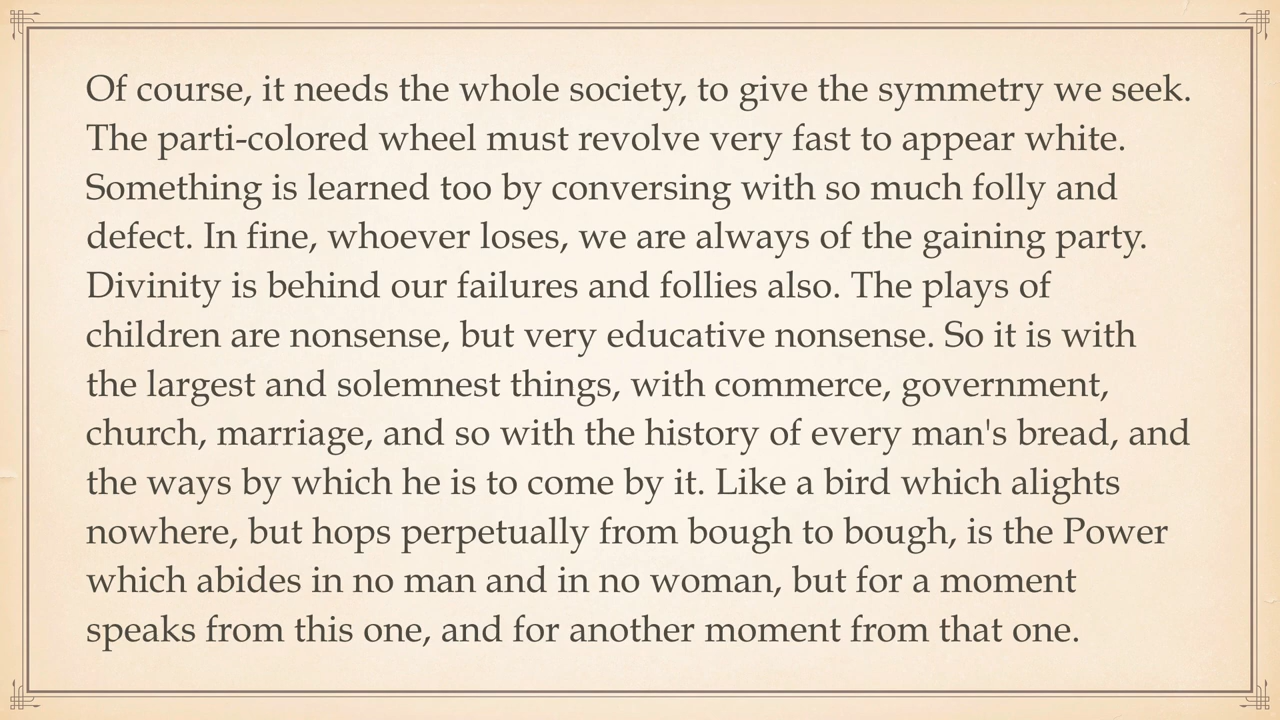 Of course, it needs the whole society, to give the symmetry we seek.
The parti-colored wheel must revolve very fast to appear white.
Something is learned too by conversing with so much folly and
defect. In fine, whoever loses, we are always of the gaining party.
Divinity is behind our failures and follies also. The plays of
children are nonsense, but very educative nonsense. So it is with
the largest and solemnest things, with commerce, government,
church, marriage, and so with the history of every man's bread, and
the ways by which he is to come by it. Like a bird which alights
nowhere, but hops perpetually from bough to bough, is the Power
which abides in no man and in no woman, but for a moment
speaks from this one, and for another moment from that one.